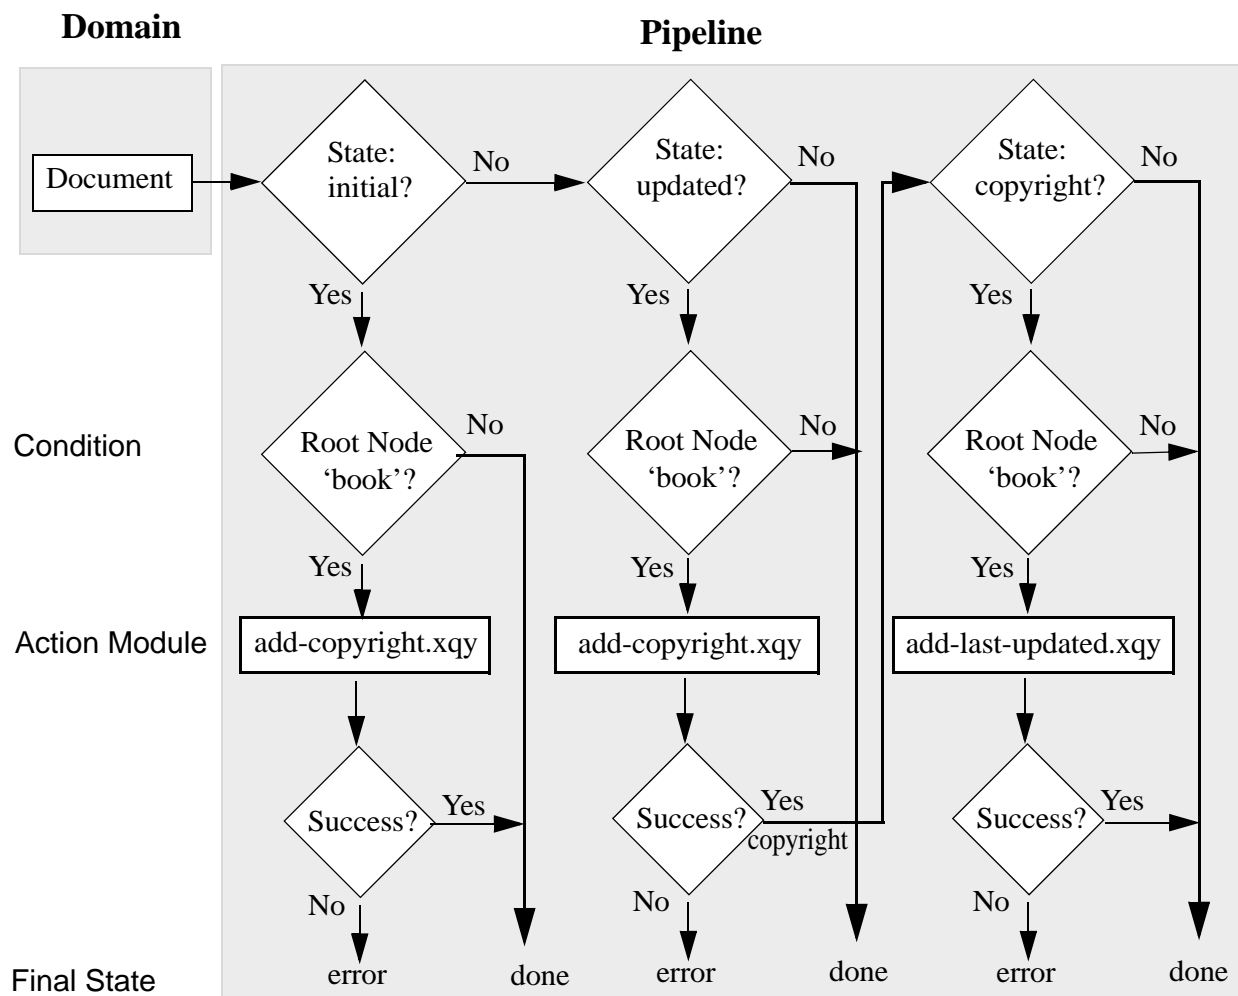 Domain
Pipeline
State:
initial?
No
State:
updated?
No
State:
copyright?
No
Document
Yes
Yes
Yes
Condition
Root Node
‘book’?
No
Root Node
‘book’?
No
Root Node
‘book’?
No
Yes
Yes
Yes
Action Module
add-copyright.xqy
add-copyright.xqy
add-last-updated.xqy
Success?
Yes
Success?
Yes
copyright
Success?
Yes
No
No
No
Final State
error
done
error
done
error
done